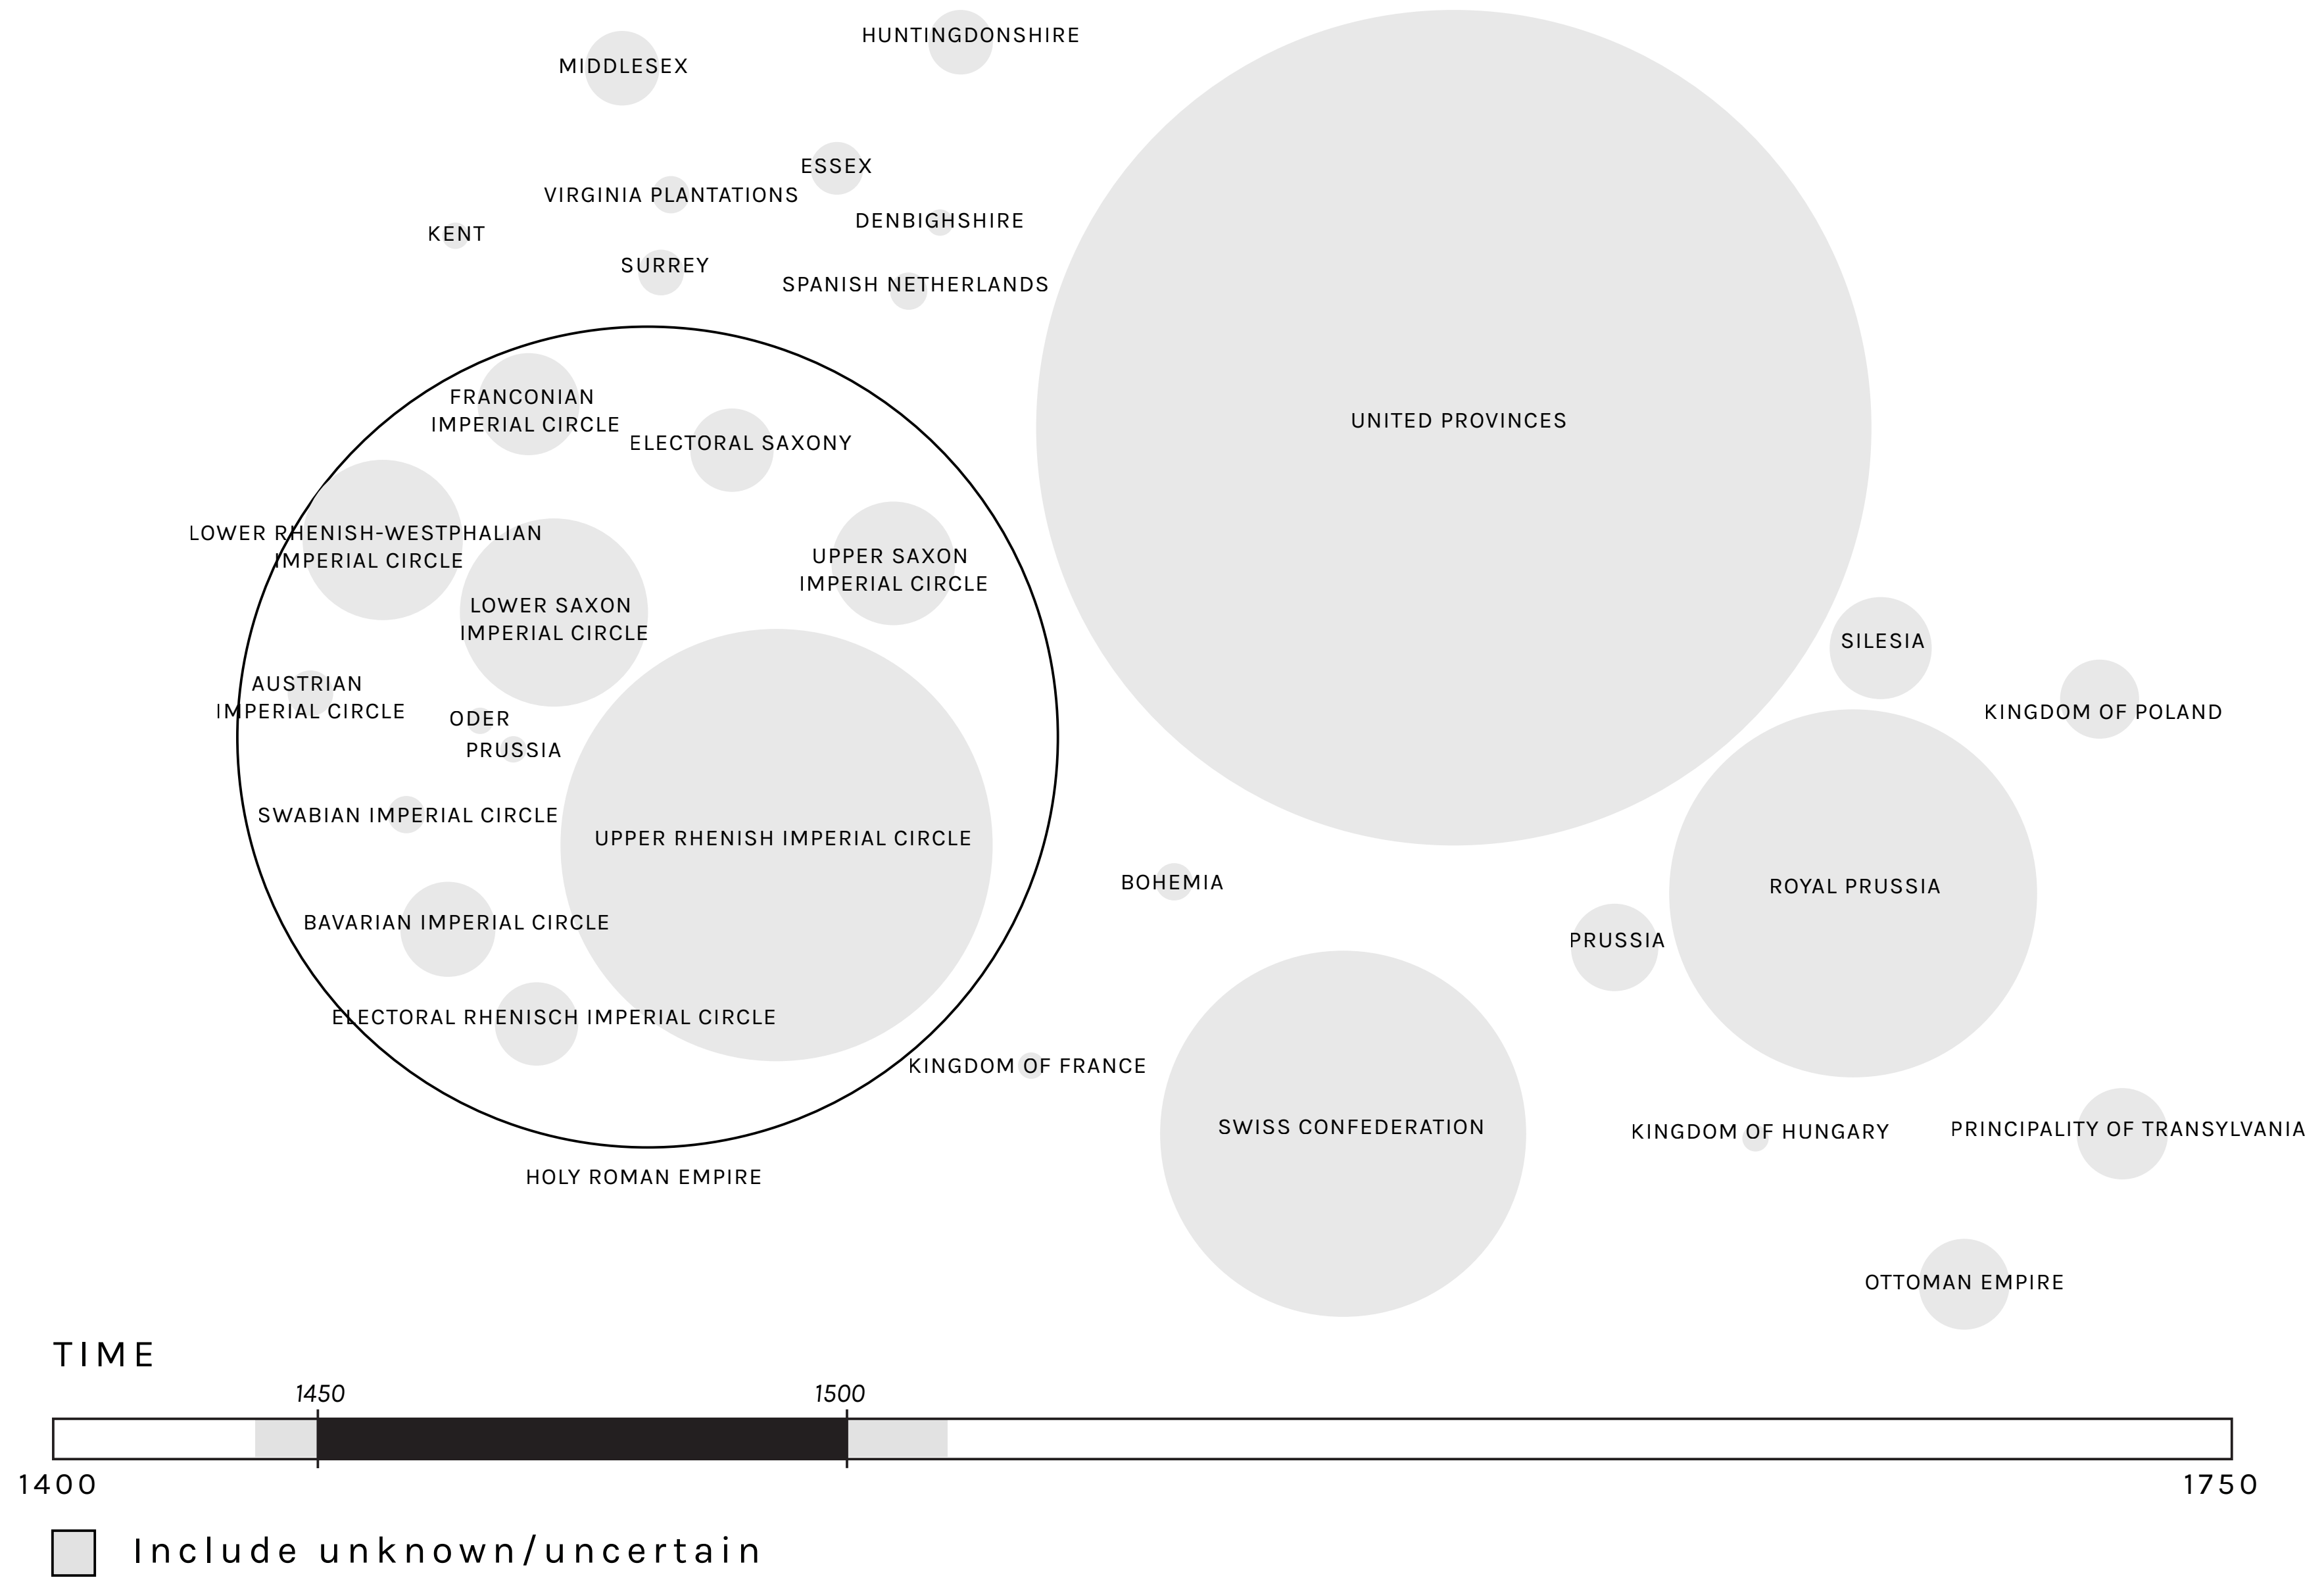 HUNTINGDONSHIRE
MIDDLESEX
ESSEX
VIRGINIA PLANTATIONS
DENBIGHSHIRE
KENT
SURREY
SPANISH NETHERLANDS
FRANCONIAN
IMPERIAL CIRCLE
ELECTORAL SAXONY
UNITED PROVINCES
LOWER RHENISH-WESTPHALIAN
IMPERIAL CIRCLE
UPPER SAXON
IMPERIAL CIRCLE
LOWER SAXON
IMPERIAL CIRCLE
SILESIA
AUSTRIAN
IMPERIAL CIRCLE
KINGDOM OF POLAND
ODER
PRUSSIA
SWABIAN IMPERIAL CIRCLE
UPPER RHENISH IMPERIAL CIRCLE
BOHEMIA
ROYAL PRUSSIA
BAVARIAN IMPERIAL CIRCLE
PRUSSIA
ELECTORAL RHENISCH IMPERIAL CIRCLE
KINGDOM OF FRANCE
SWISS CONFEDERATION
KINGDOM OF HUNGARY
PRINCIPALITY OF TRANSYLVANIA
HOLY ROMAN EMPIRE
OTTOMAN EMPIRE
TIME
1450
1500
1400
1750
Include unknown/uncertain